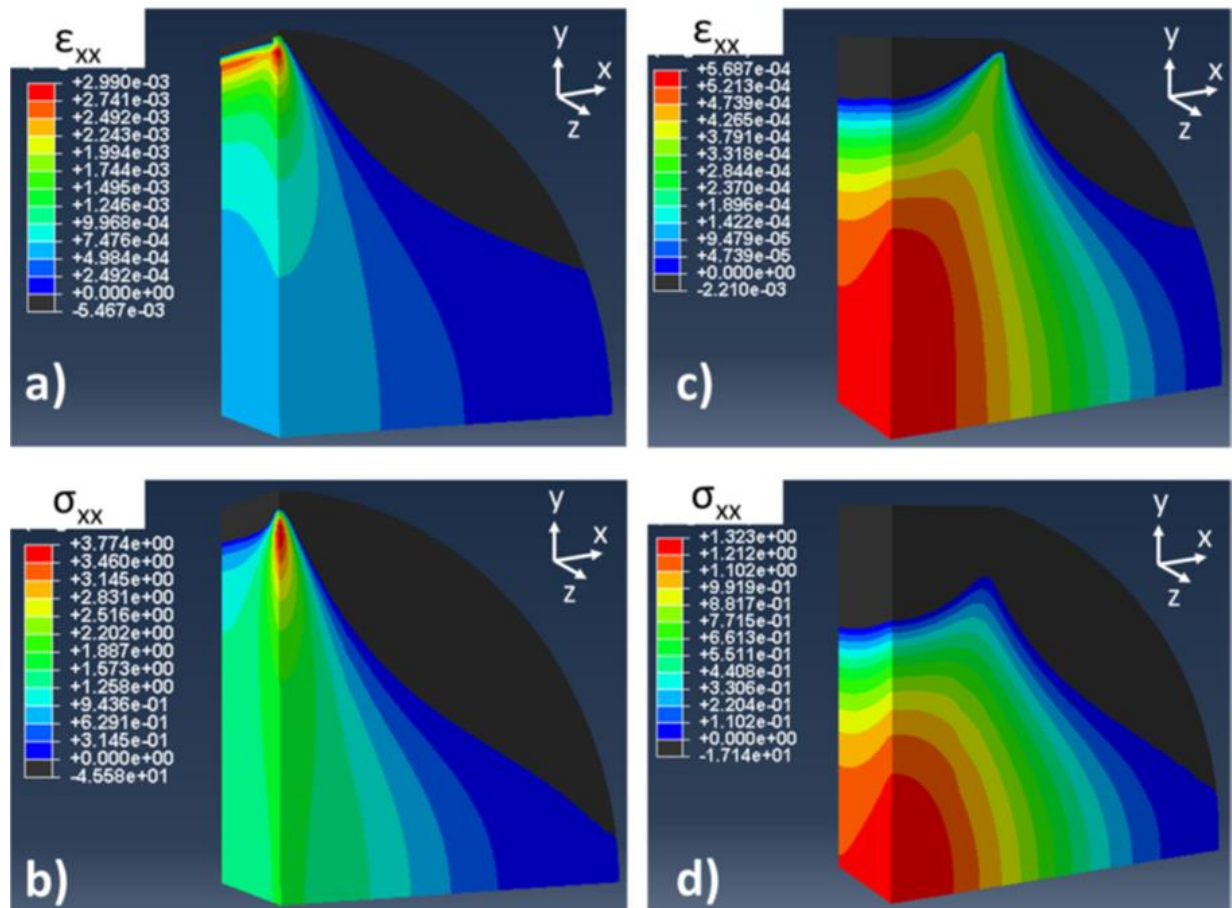 εxx
+2.990e-03
+2.741e-03
+2.492e-03
+2.243e-03
+1.994e-03
+1.744e-03
+1.495e-03
+1.246e-03
+9.968e-04
+7.476e-04
+4.984e-04
+2.492e-04
+0.000e+00
-5.467e-03
y
x
z
a)
εxx
+5.687e-04
+5.213e-04
+4.739e-04
+4.265e-04
+3.791e-04
+3.318e-04
+2.844e-04
+2.370e-04
+1.896e-04
+1.422e-04
+9.479e-05
+4.739e-05
+0.000e+00
-2.210e-03
y
x
z
c)
σxx
+3.774e+00
+3.460e+00
+3.145e+00
+2.831e+00
+2.516e+00
+2.202e+00
+1.887e+00
+1.573e+00
+1.258e+00
+9.436e-01
+6.291e-01
+3.145e-01
+0.000e+00
-4.558e+01
y
x
z
b)
σxx
+1.323e+00
+1.212e+00
+1.102e+00
+9.919e-01
+8.817e-01
+7.715e-01
+6.613e-01
+5.511e-01
+4.408e-01
+3.306e-01
+2.204e-01
+1.102e-01
+0.000e+00
-1.714e+01
y
x
z
d)